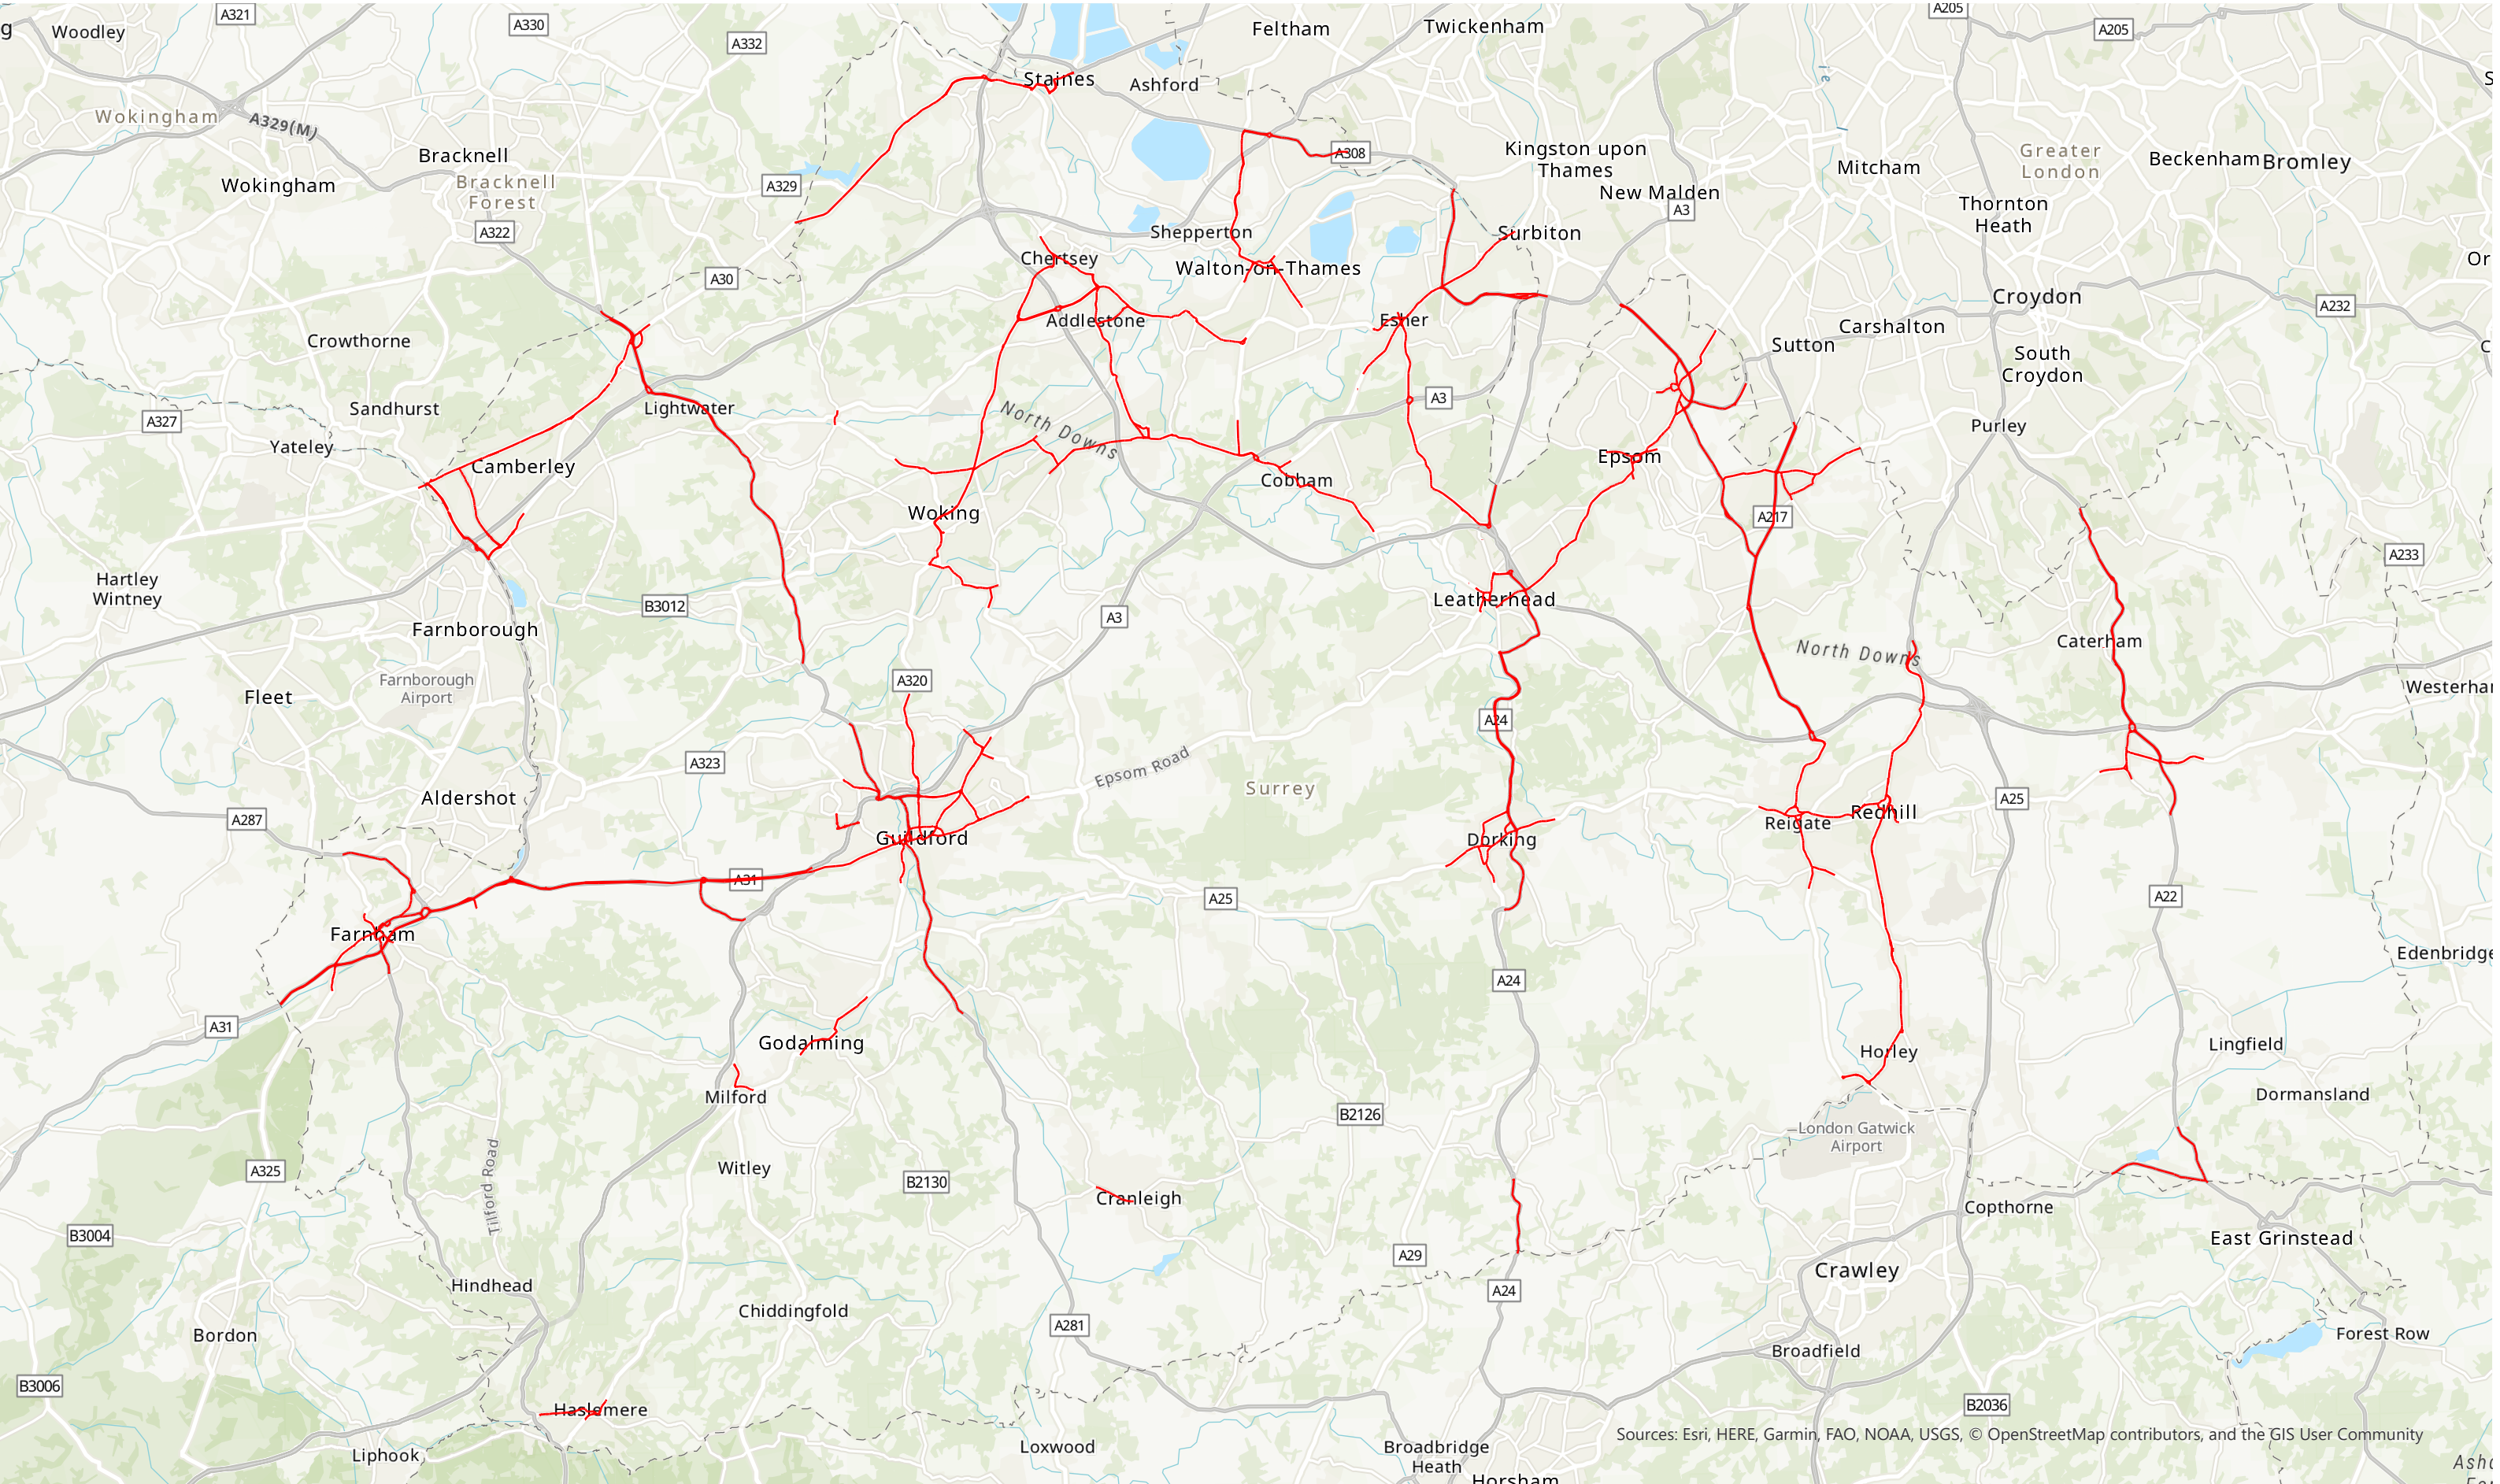 A321
A330
A205
g
Woodley
A332
Feltham
Twickenham
A205
Staines
Ashford
S
Wokingham
A329(M)
Bracknell
Bracknell
Forest
Wokingham
A329
A308
Kingston upon
Thames
New Malden
A3
Mitcham
Greater
London
Beckenham
Bromley
Thornton
Heath
A322
Shepperton
Surbiton
Or
Chertsey
Walton-on-Thames
A30
Croydon
A232
Addlestone
Esher
Carshalton
Crowthorne
Sutton
South
Croydon
C
Sandhurst
Lightwater
A3
A327
North Downs
Purley
Yateley
Camberley
Epsom
Cobham
Woking
A217
A233
Hartley
Wintney
B3012
A3
Leatherhead
Farnborough
Caterham
North Downs
Farnborough
Airport
A320
Fleet
Westerham
A24
A323
Epsom Road
Surrey
Aldershot
A25
A287
Guildford
Dorking
Reigate
Redhill
A31
A25
A22
Farnham
Edenbridge
A24
A31
Godalming
Horley
Lingfield
Milford
Dormansland
B2126
London Gatwick
Airport
Tilford Road
A325
Witley
B2130
Cranleigh
Copthorne
B3004
A29
East Grinstead
Crawley
Hindhead
A24
Chiddingfold
A281
Bordon
Forest Row
Broadfield
B3006
Haslemere
B2036
Sources: Esri, HERE, Garmin, FAO, NOAA, USGS, © OpenStreetMap contributors, and the GIS User Community
Liphook
Loxwood
Broadbridge
Heath
Horsham